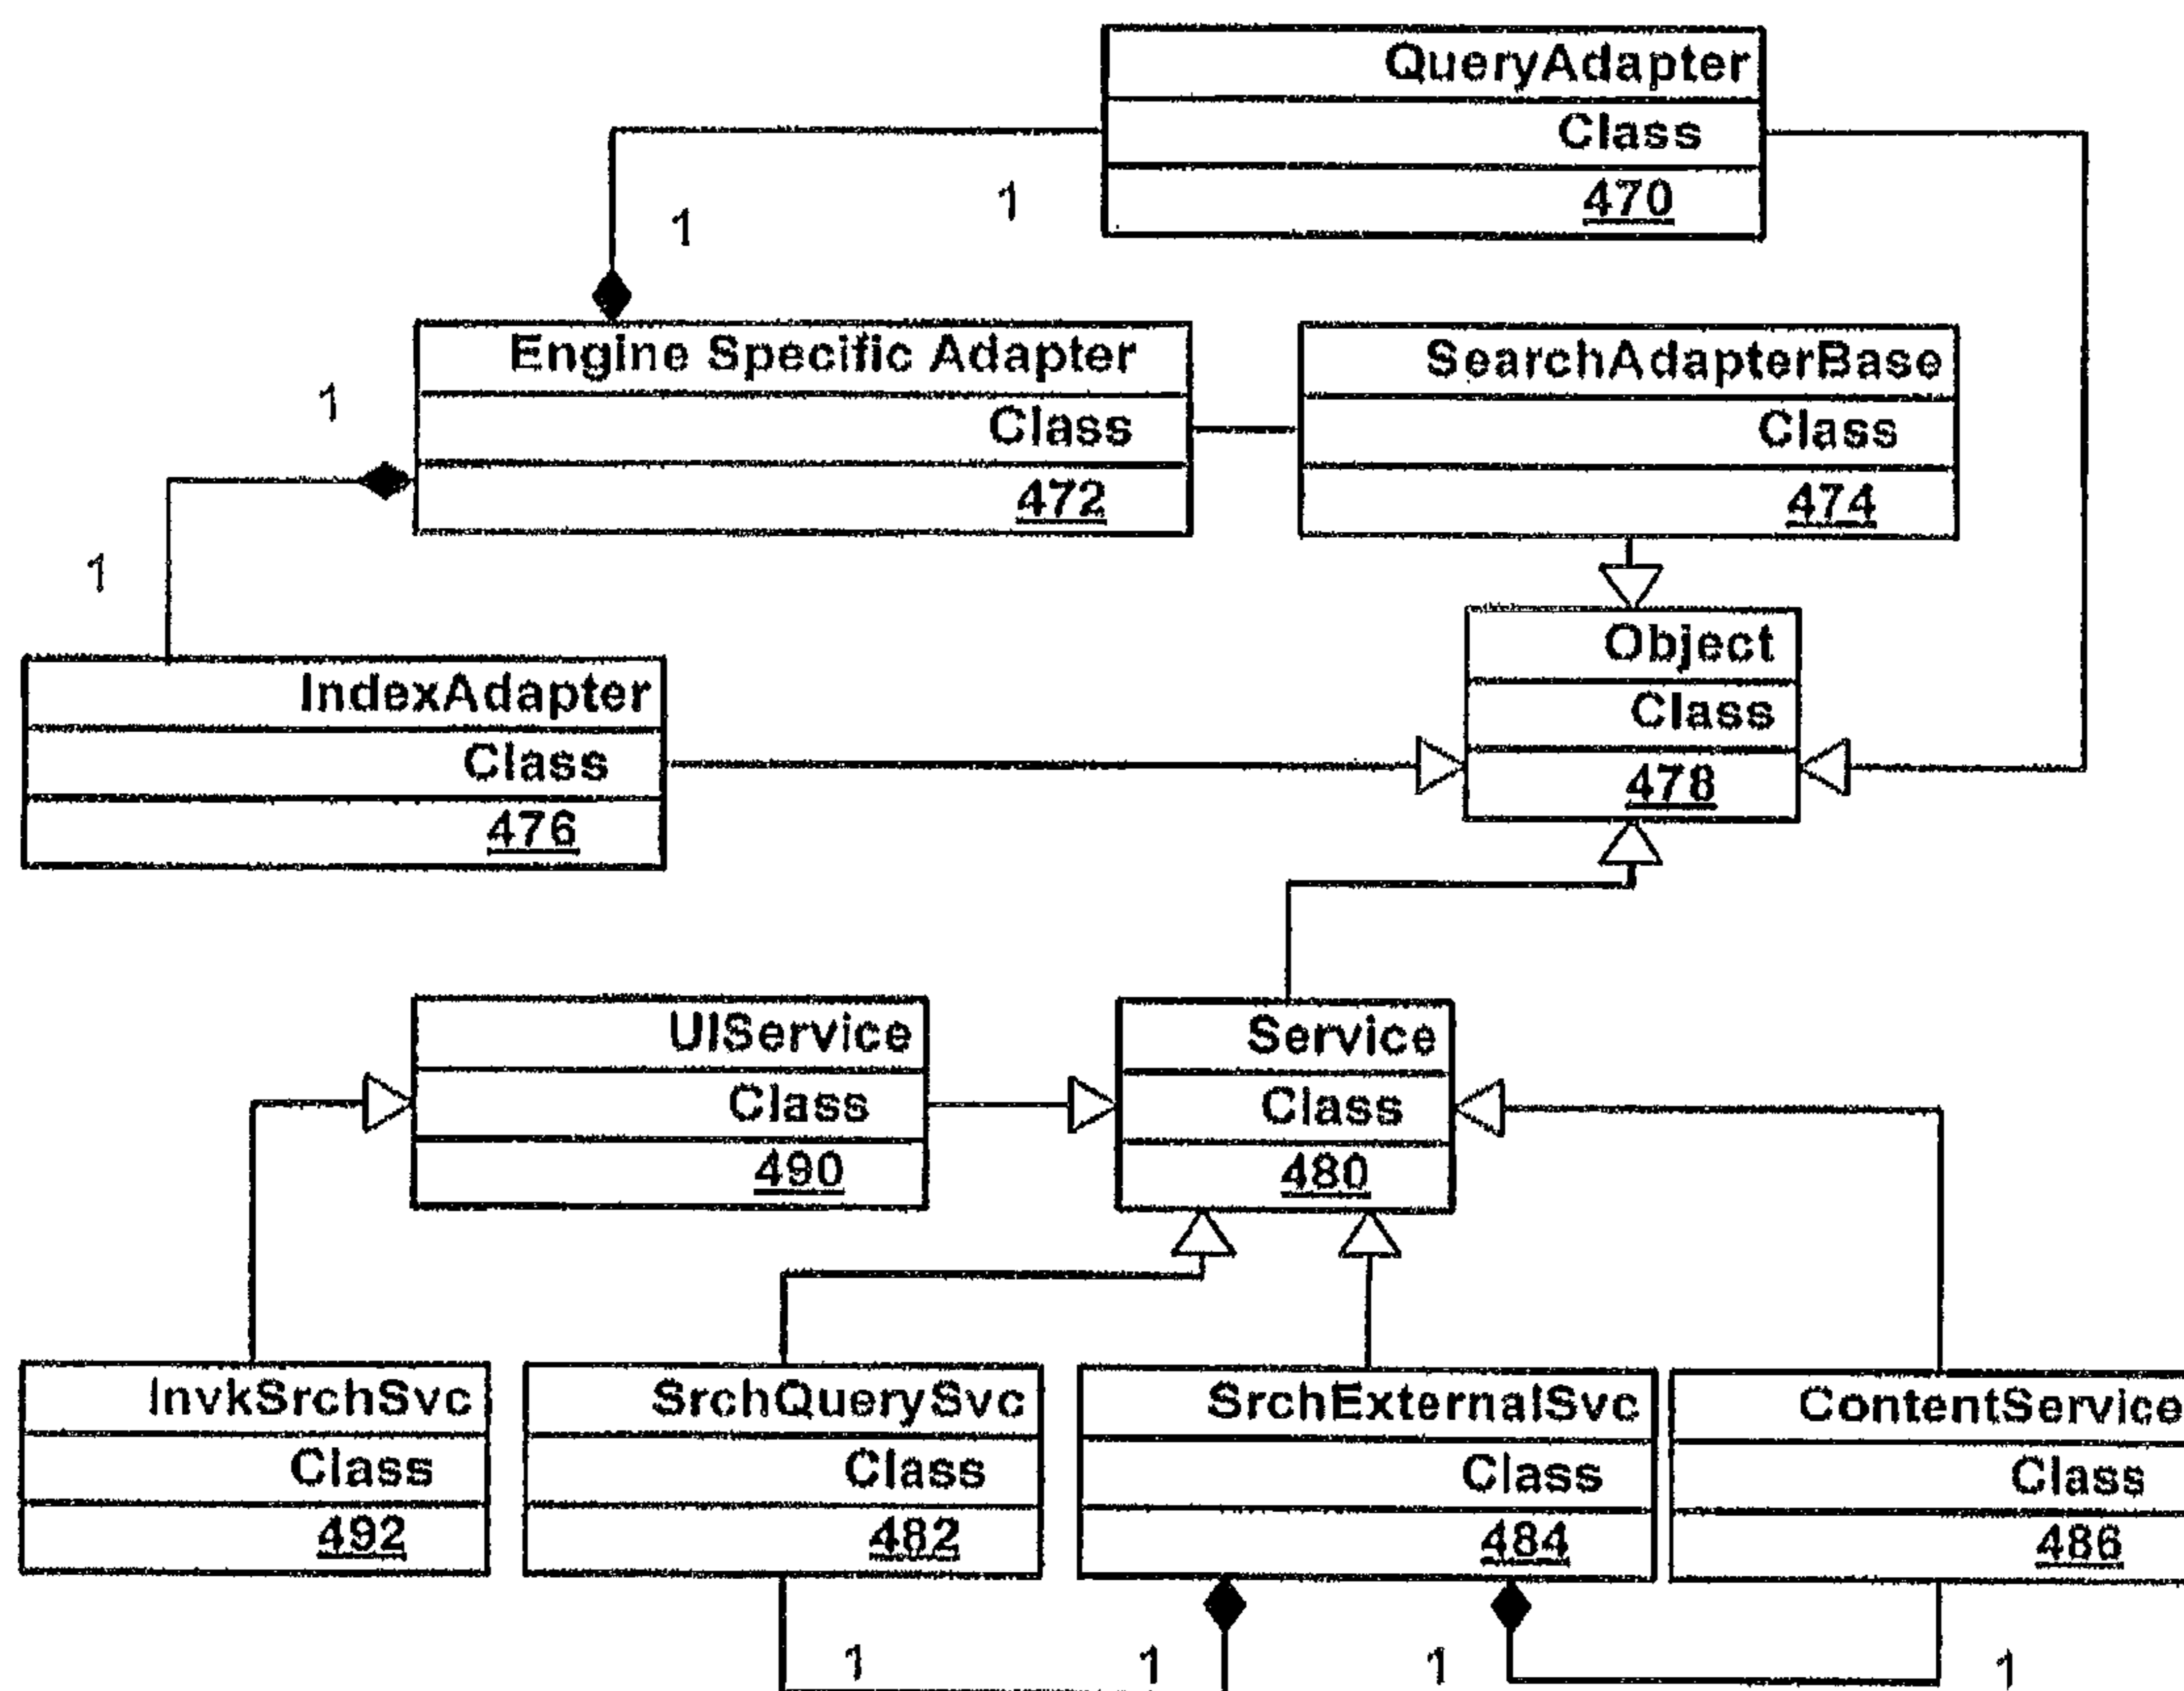 QueryAdapter
Class
470
1
1
Engine Specific Adapter
Class
472
SearchAdapterBase
Class
474
1
1
IndexAdapter
Class
476
Object
Class
478
UIService
Class
490
Service
Class
480
InvkSrchSvc
Class
492
SrchQuerySvc
Class
482
SrchExternalSvc
Class
484
ContentService
Class
486
1
1
1
1